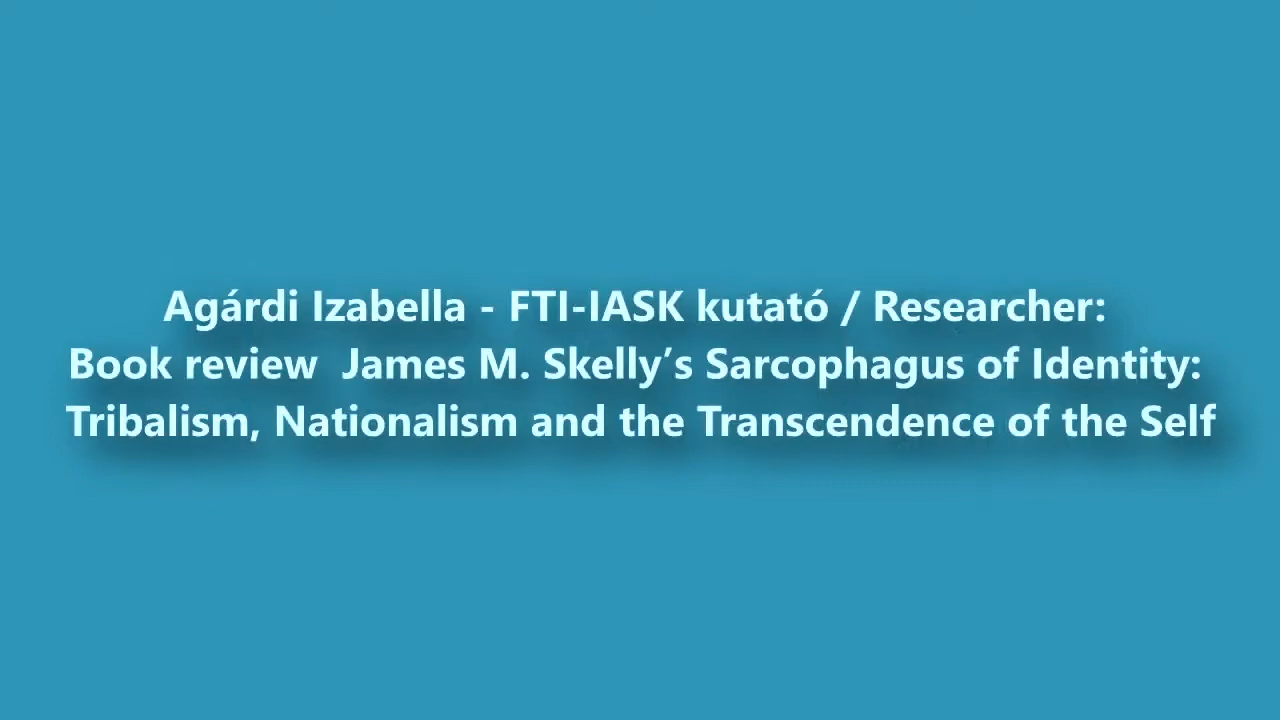 Agárdi Izabella - FTI-IASK kutató / Researcher:
Book review  James M. Skelly’s Sarcophagus of Identity:
Tribalism, Nationalism and the Transcendence of the Self